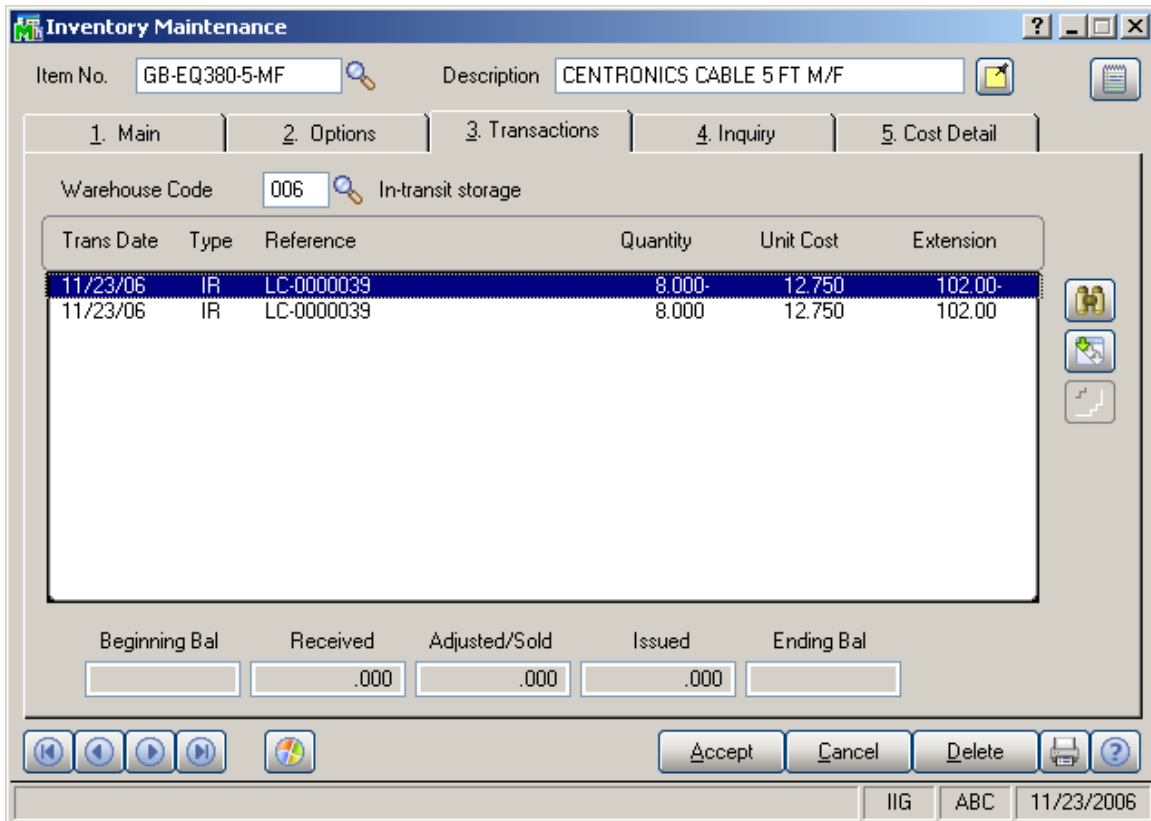 Inventory Maintenance
Item No. GB-EQ380-5-MF Description CENTRONICS CABLE 5 FT M/F
1. Main 2. Options 3. Transactions 4. Inquiry 5. Cost Detail
Warehouse Code 006 In-transit storage
Trans Date Type Reference Quantity Unit Cost Extension
11/23/06 IR LC-0000039 8.000- 12.750 102.00-
11/23/06 IR LC-0000039 8.000 12.750 102.00
Beginning Bal Received Adjusted/Sold Issued Ending Bal
.000 .000 .000
Accept Cancel Delete
IIG ABC 11/23/2006